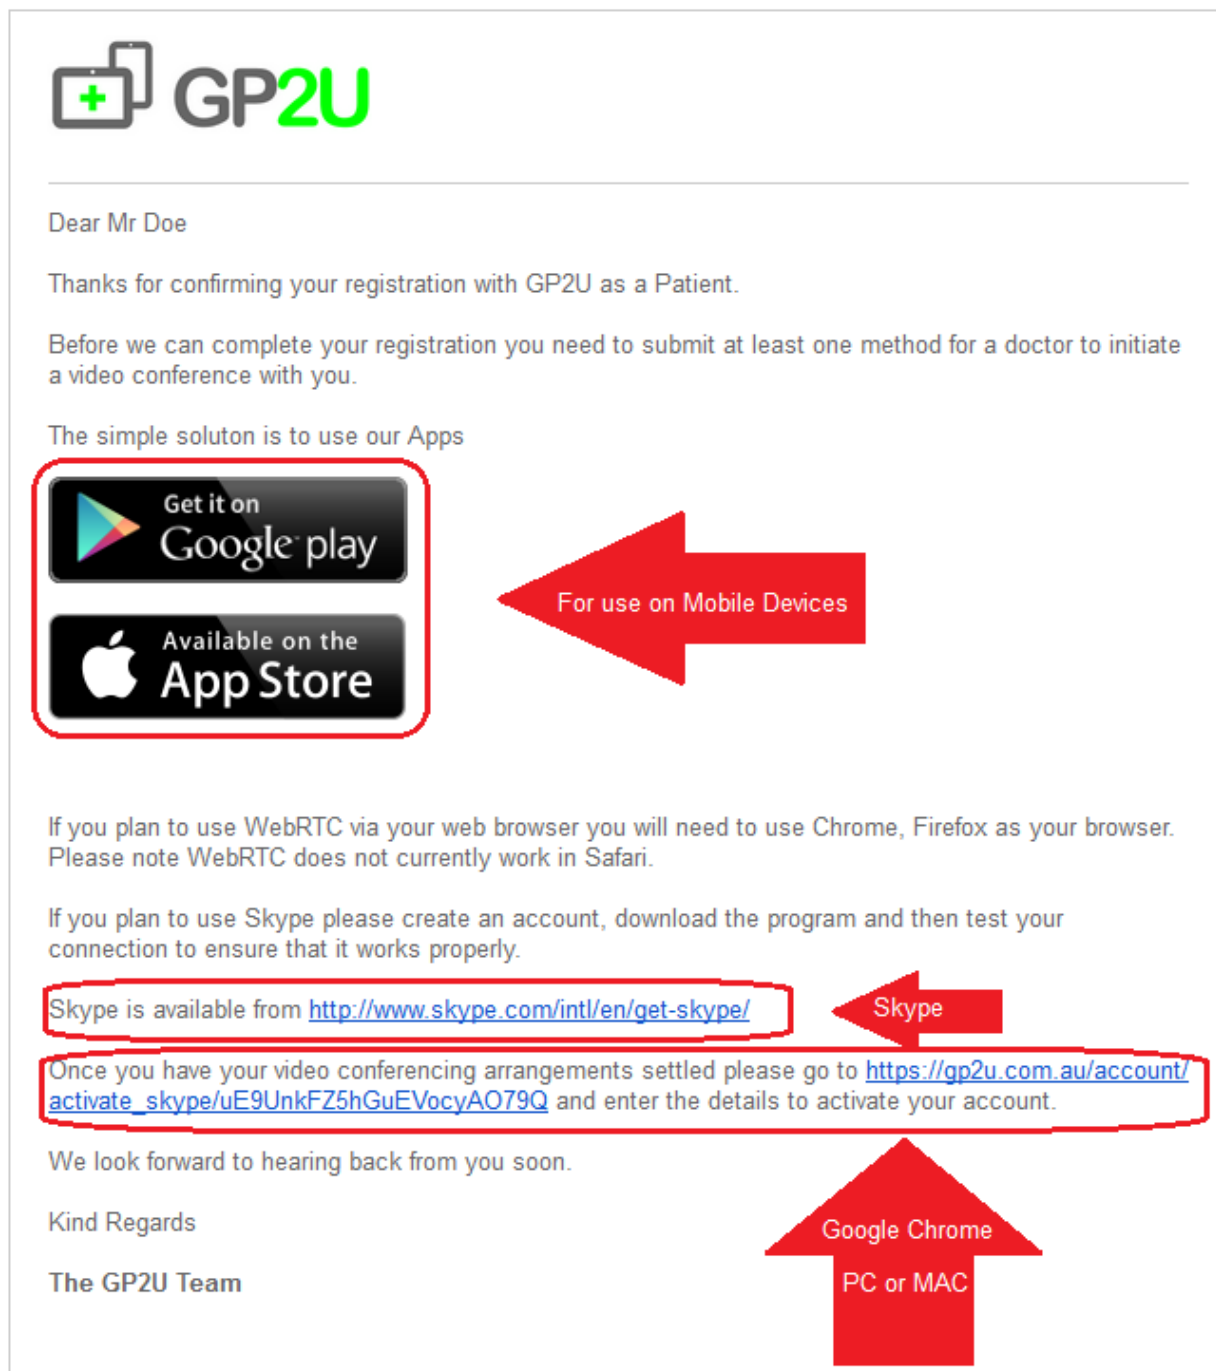 GP2U
Dear Mr Doe
Thanks for confirming your registration with GP2U as a Patient.
Before we can complete your registration you need to submit at least one method for a doctor to initiate
a video conference with you.
The simple soluton is to use our Apps
Get it on
Google play
For use on Mobile Devices
Available on the
App Store
If you plan to use WebRTC via your web browser you will need to use Chrome, Firefox as your browser.
Please note WebRTC does not currently work in Safari.
If you plan to use Skype please create an account, download the program and then test your
connection to ensure that it works properly.
Skype is available from http://www.skype.com/intl/en/get-skype/
Skype
Once you have your video conferencing arrangements settled please go to https://gp2u.com.au/account/
activate_skype/uE9UnkFZ5hGuEVocyAO79Q and enter the details to activate your account.
We look forward to hearing back from you soon.
Kind Regards
Google Chrome
The GP2U Team
PC or MAC